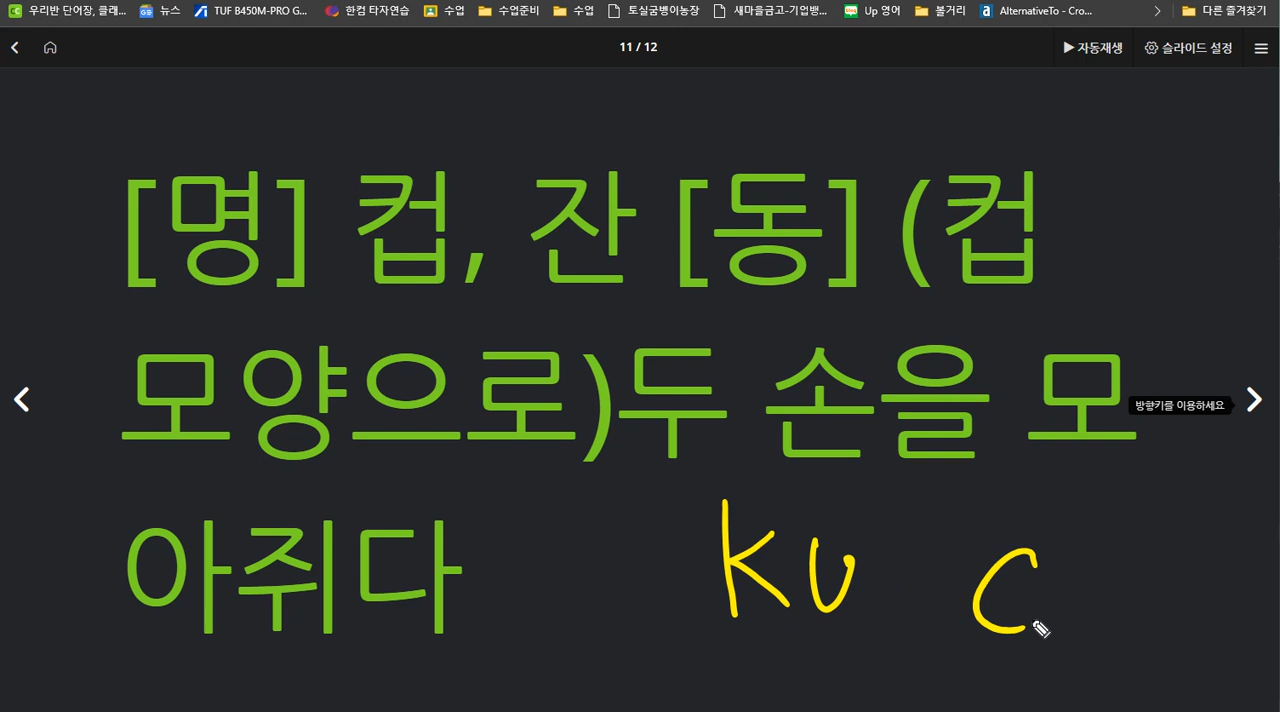 우리반 단어장, 클래... 뉴스 TUF B450M-PRO G... 한컴 타자연습 수업 수업준비 수업 토실굼벵이농장 새마을금고-기업뱅... Up 영어 볼거리 AlternativeTo - Cro... 다른 즐겨찾기
11 / 12 자동재생 슬라이드 설정
[명] 컵, 잔 [동] (컵
모양으로)두 손을 모
방향키를 이용하세요
아쥐다
ku c